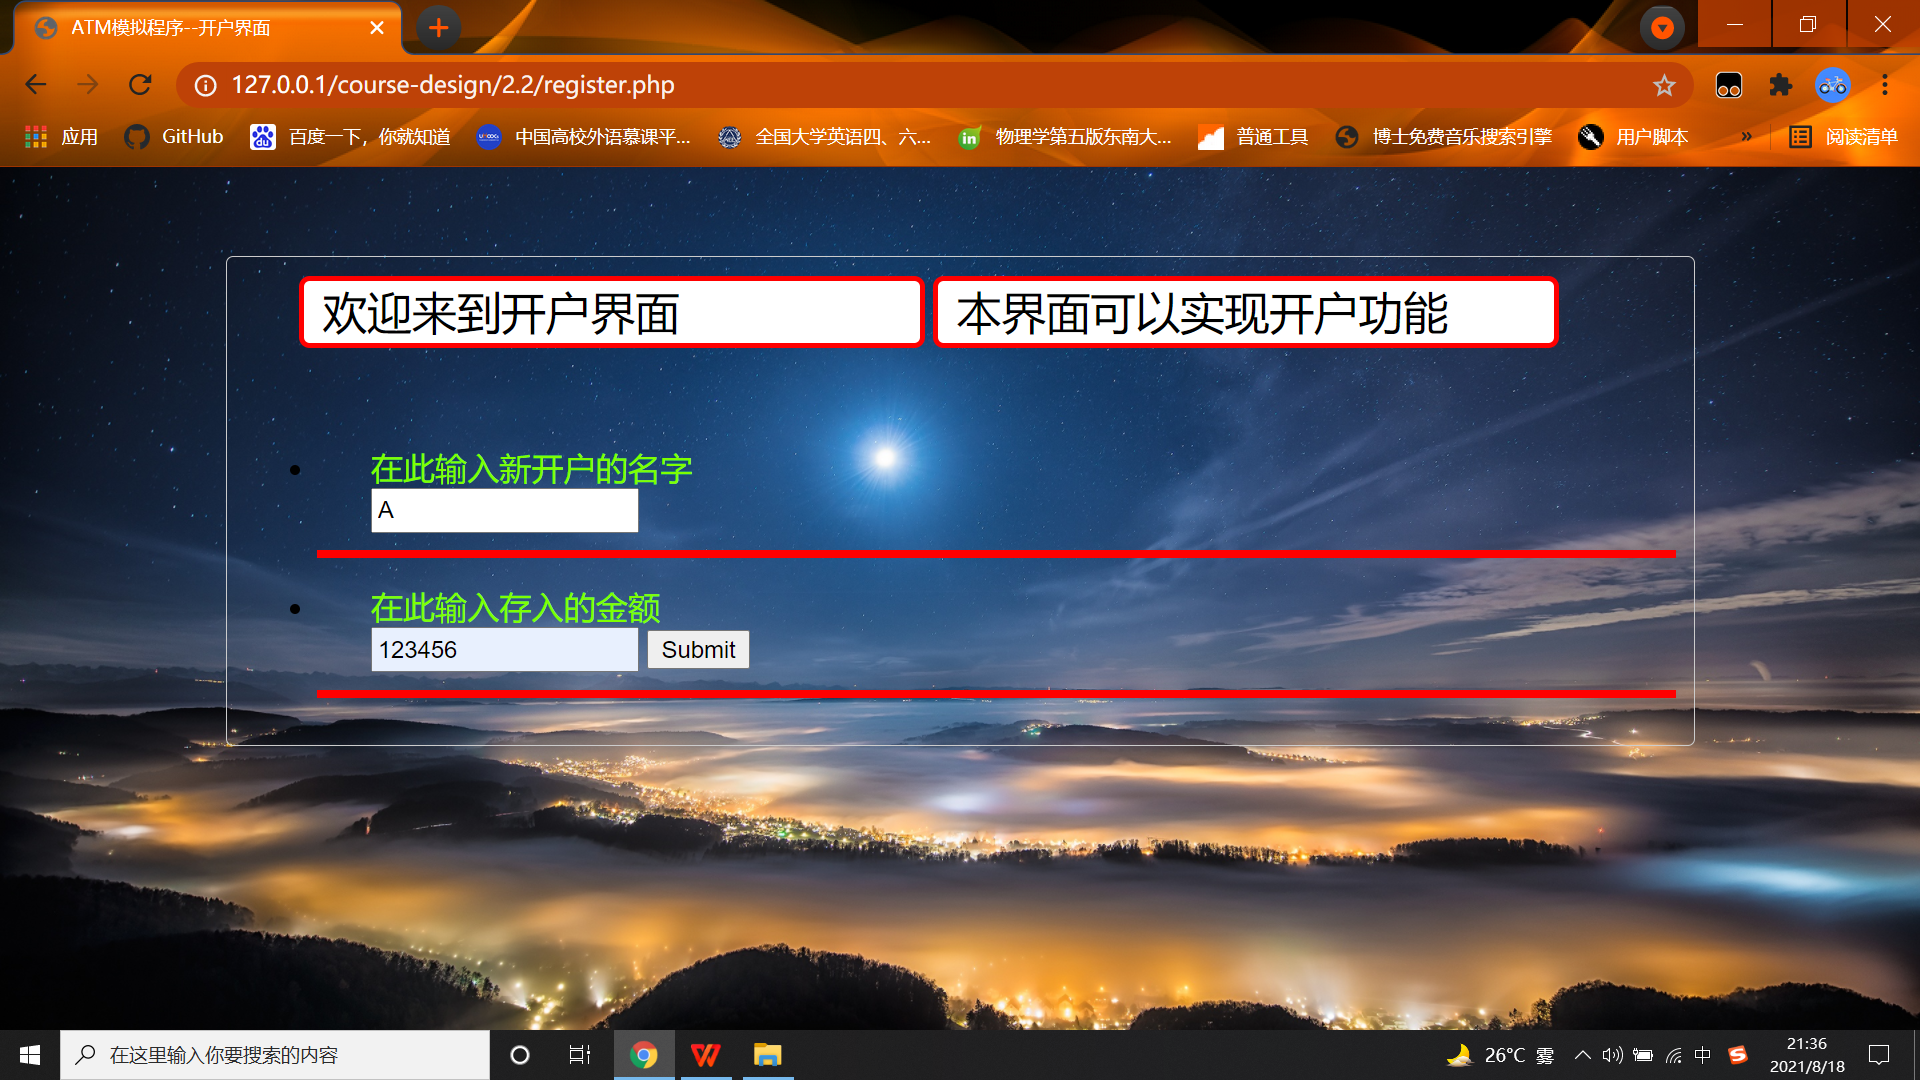 ATM模拟程序--开户界面
127.0.0.1/course-design/2.2/register.php
应用 GitHub 百度一下，你就知道 中国高校外语慕课平... 全国大学英语四、六... 物理学第五版东南大... 普通工具 博士免费音乐搜索引擎 用户脚本 » 阅读清单
欢迎来到开户界面 本界面可以实现开户功能
在此输入新开户的名字
A
在此输入存入的金额
123456 Submit
在这里输入你要搜索的内容
26°C 雾 中 21:36
2021/8/18